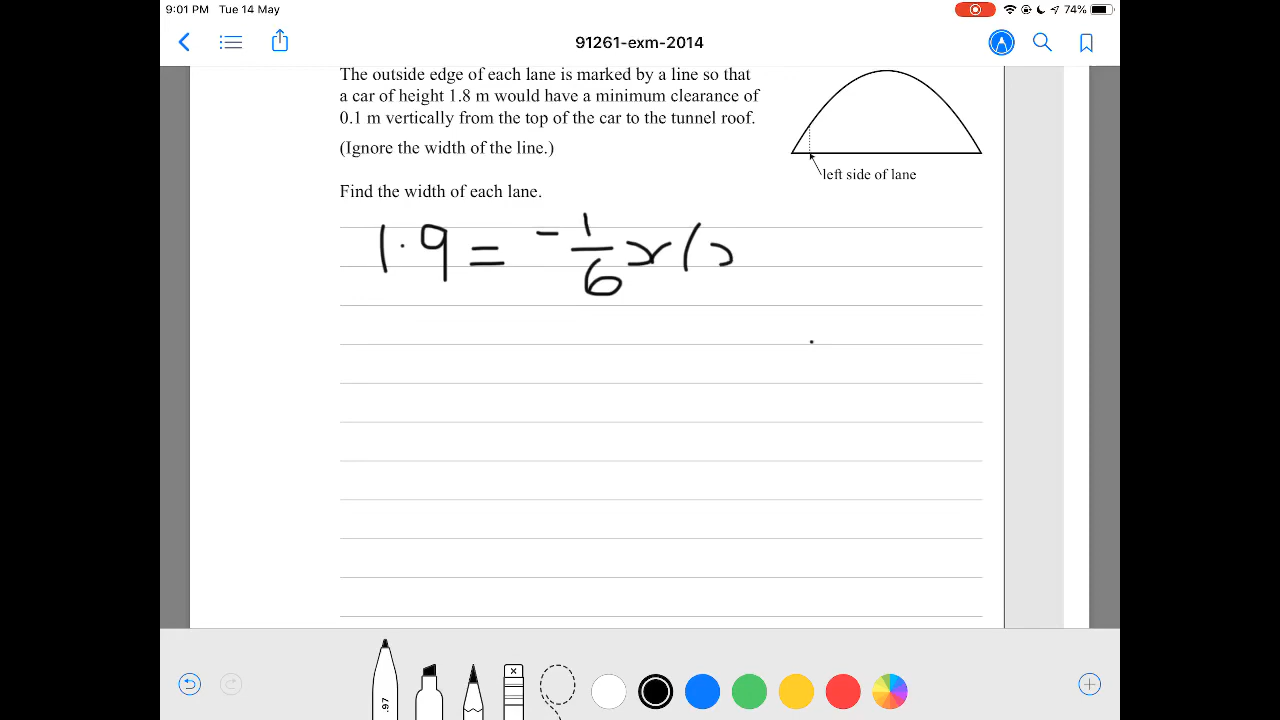 9:01 PM Tue 14 May 74%
91261-exm-2014
The outside edge of each lane is marked by a line so that
a car of height 1.8 m would have a minimum clearance of
0.1 m vertically from the top of the car to the tunnel roof.
(Ignore the width of the line.)
left side of lane
Find the width of each lane.
1.9 = -1/6 x(
.97